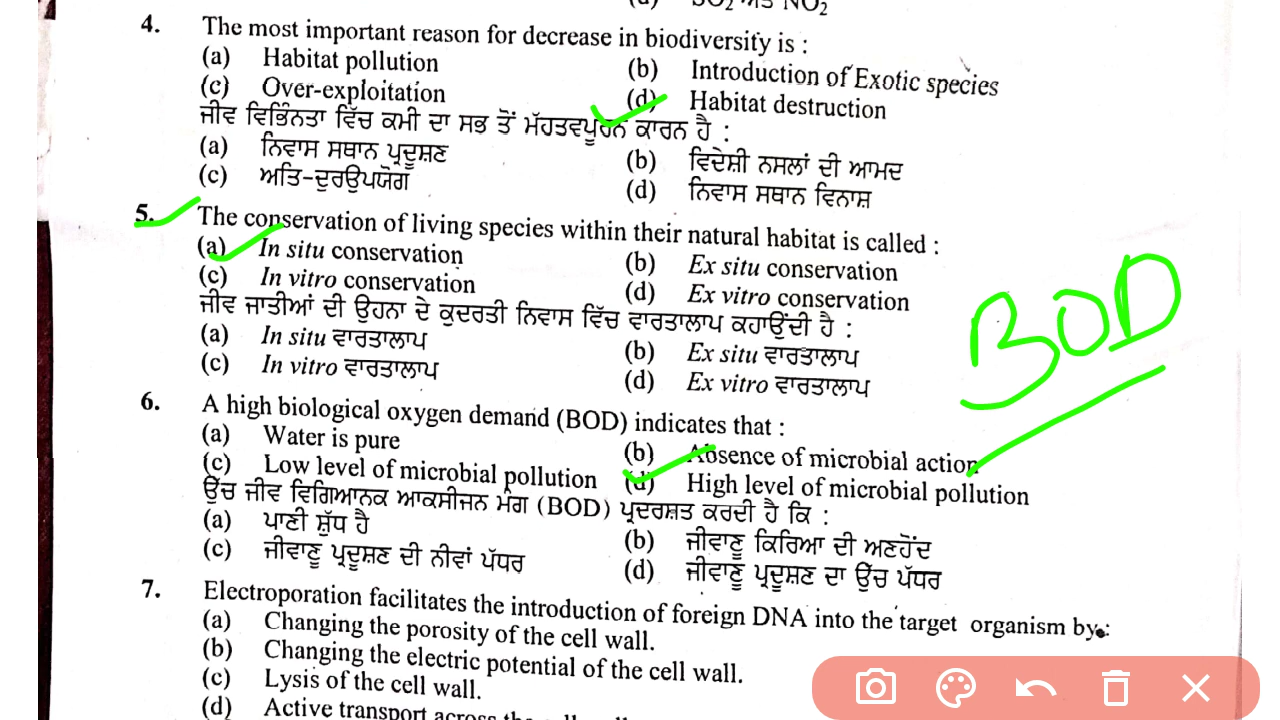 (d) SO2 ਅਤੇ NO2
4. The most important reason for decrease in biodiversity is :
(a) Habitat pollution (b) Introduction of Exotic species
(c) Over-exploitation (d) Habitat destruction
ਜੀਵ ਵਿਭਿੰਨਤਾ ਵਿੱਚ ਕਮੀ ਦਾ ਸਭ ਤੋਂ ਮੱਹਤਵਪੂਰਨ ਕਾਰਨ ਹੈ :
(a) ਨਿਵਾਸ ਸਥਾਨ ਪ੍ਰਦੂਸ਼ਣ (b) ਵਿਦੇਸ਼ੀ ਨਸਲਾਂ ਦੀ ਆਮਦ
(c) ਅਤਿ-ਦੁਰਉਪਯੋਗ (d) ਨਿਵਾਸ ਸਥਾਨ ਵਿਨਾਸ਼
5. The conservation of living species within their natural habitat is called :
(a) In situ conservation (b) Ex situ conservation
(c) In vitro conservation (d) Ex vitro conservation
ਜੀਵ ਜਾਤੀਆਂ ਦੀ ਉਹਨਾ ਦੇ ਕੁਦਰਤੀ ਨਿਵਾਸ ਵਿੱਚ ਵਾਰਤਾਲਾਪ ਕਹਾਉਂਦੀ ਹੈ :
(a) In situ ਵਾਰਤਾਲਾਪ (b) Ex situ ਵਾਰਤਾਲਾਪ
(c) In vitro ਵਾਰਤਾਲਾਪ (d) Ex vitro ਵਾਰਤਾਲਾਪ
BOD
6. A high biological oxygen demand (BOD) indicates that :
(a) Water is pure (b) Absence of microbial action
(c) Low level of microbial pollution (d) High level of microbial pollution
ਉੱਚ ਜੀਵ ਵਿਗਿਆਨਕ ਆਕਸੀਜਨ ਮੰਗ (BOD) ਪ੍ਰਦਰਸ਼ਤ ਕਰਦੀ ਹੈ ਕਿ :
(a) ਪਾਣੀ ਸ਼ੁੱਧ ਹੈ (b) ਜੀਵਾਣੂ ਕਿਰਿਆ ਦੀ ਅਣਹੋਂਦ
(c) ਜੀਵਾਣੂ ਪ੍ਰਦੂਸ਼ਣ ਦੀ ਨੀਵਾਂ ਪੱਧਰ (d) ਜੀਵਾਣੂ ਪ੍ਰਦੂਸ਼ਣ ਦਾ ਉੱਚ ਪੱਧਰ
7. Electroporation facilitates the introduction of foreign DNA into the target organism by :
(a) Changing the porosity of the cell wall.
(b) Changing the electric potential of the cell wall.
(c) Lysis of the cell wall.
(d) Active transport across the